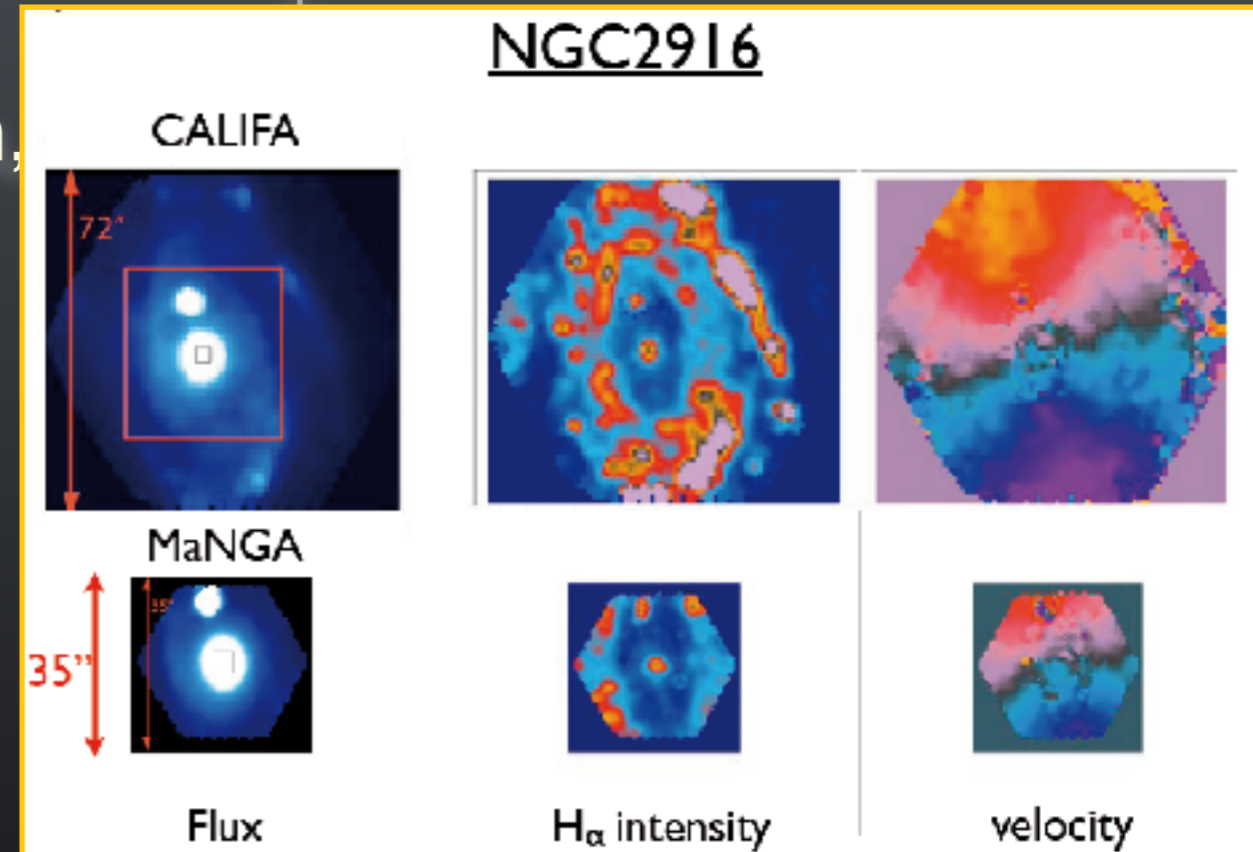 NGC2916
CALIFA
72"
MaNGA
35"
35"
Flux
Hα intensity
velocity